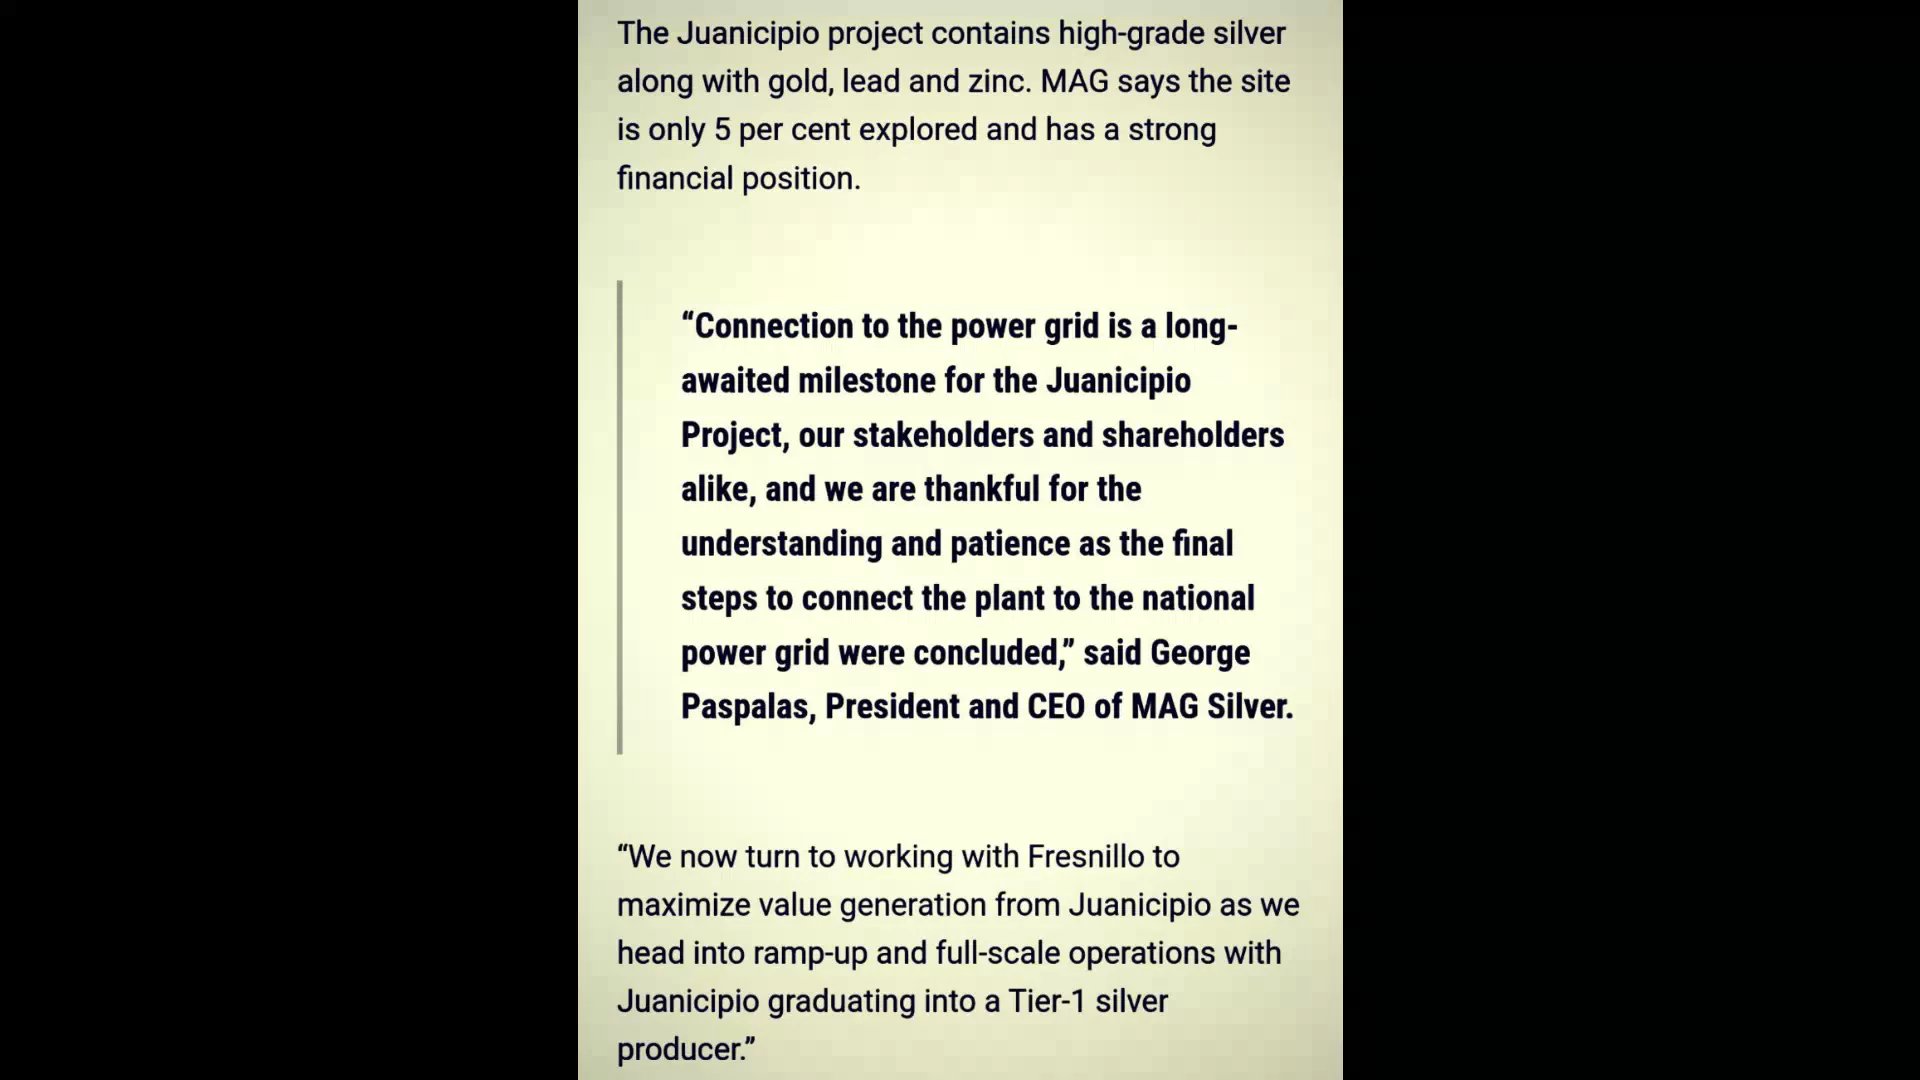 The Juanicipio project contains high-grade silver
along with gold, lead and zinc. MAG says the site
is only 5 per cent explored and has a strong
financial position.
“Connection to the power grid is a long-
awaited milestone for the Juanicipio
Project, our stakeholders and shareholders
alike, and we are thankful for the
understanding and patience as the final
steps to connect the plant to the national
power grid were concluded,” said George
Paspalas, President and CEO of MAG Silver.
“We now turn to working with Fresnillo to
maximize value generation from Juanicipio as we
head into ramp-up and full-scale operations with
Juanicipio graduating into a Tier-1 silver
producer.”